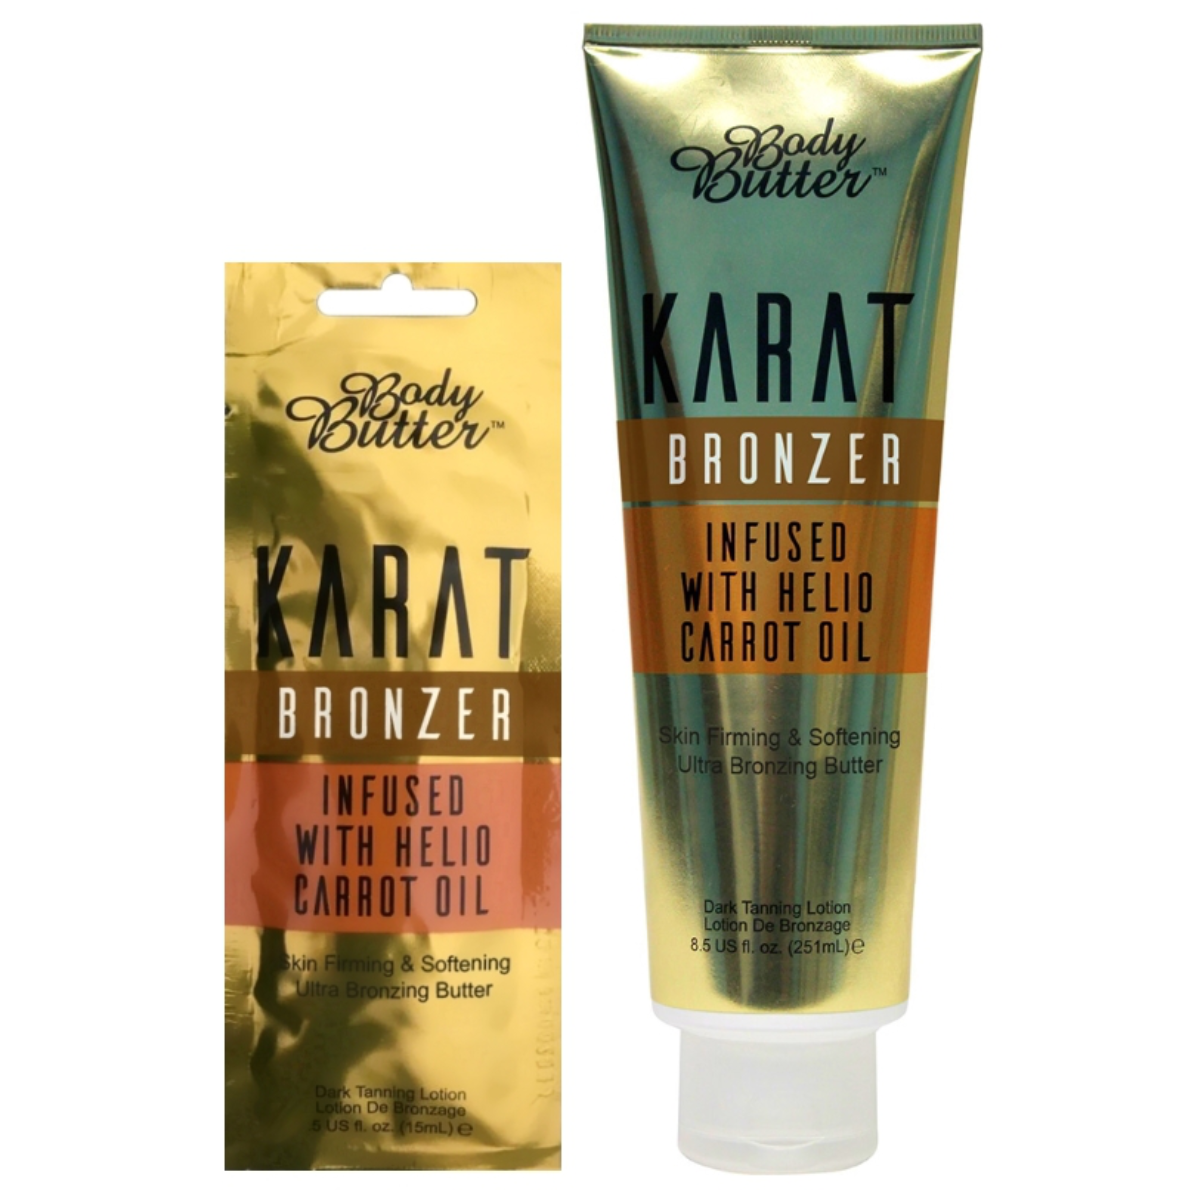 Body
Butter™
KARAT
BRONZER
INFUSED
WITH HELIO
CARROT OIL
Skin Firming & Softening
Ultra Bronzing Butter
Dark Tanning Lotion
Lotion De Bronzage
.5 US fl. oz. (15mL) ℮
Body
Butter™
KARAT
BRONZER
INFUSED
WITH HELIO
CARROT OIL
Skin Firming & Softening
Ultra Bronzing Butter
Dark Tanning Lotion
Lotion De Bronzage
8.5 US fl. oz. (251mL) ℮